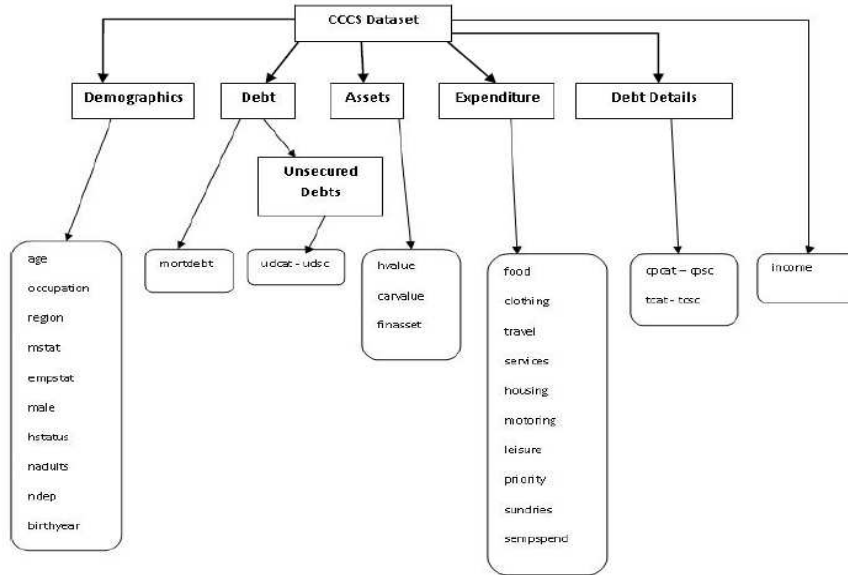 CCCS Dataset
Demographics
Debt
Assets
Expenditure
Debt Details
Unsecured
Debts
age
occupation
region
mstat
empstat
male
hstatus
nadults
ndep
birthyear
mortdebt
udcat - udsc
hvalue
carvalue
finasset
food
clothing
travel
services
housing
motoring
leisure
priority
sundries
sempspend
cpcat – cpsc
tcat - tcsc
income